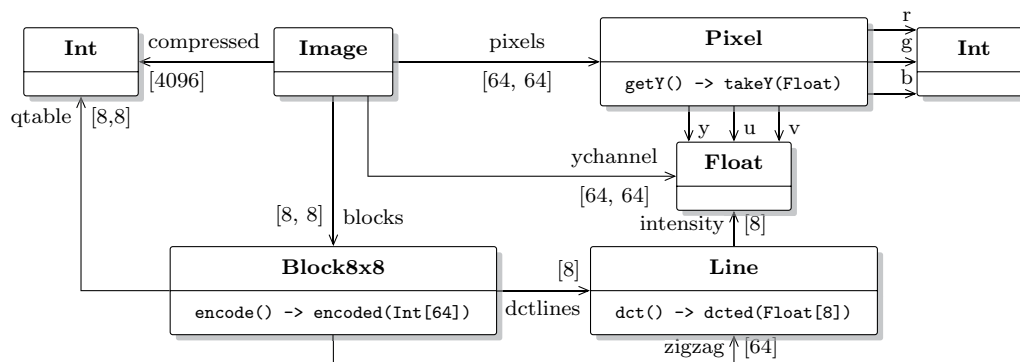 r
Int
compressed
Image
pixels
Pixel
g
Int
[4096]
[64, 64]
getY() -> takeY(Float)
b
qtable
[8,8]
y
u
v
ychannel
Float
[64, 64]
[8, 8]
blocks
intensity
[8]
Block8x8
[8]
Line
encode() -> encoded(Int[64])
dctlines
dct() -> dcted(Float[8])
zigzag
[64]